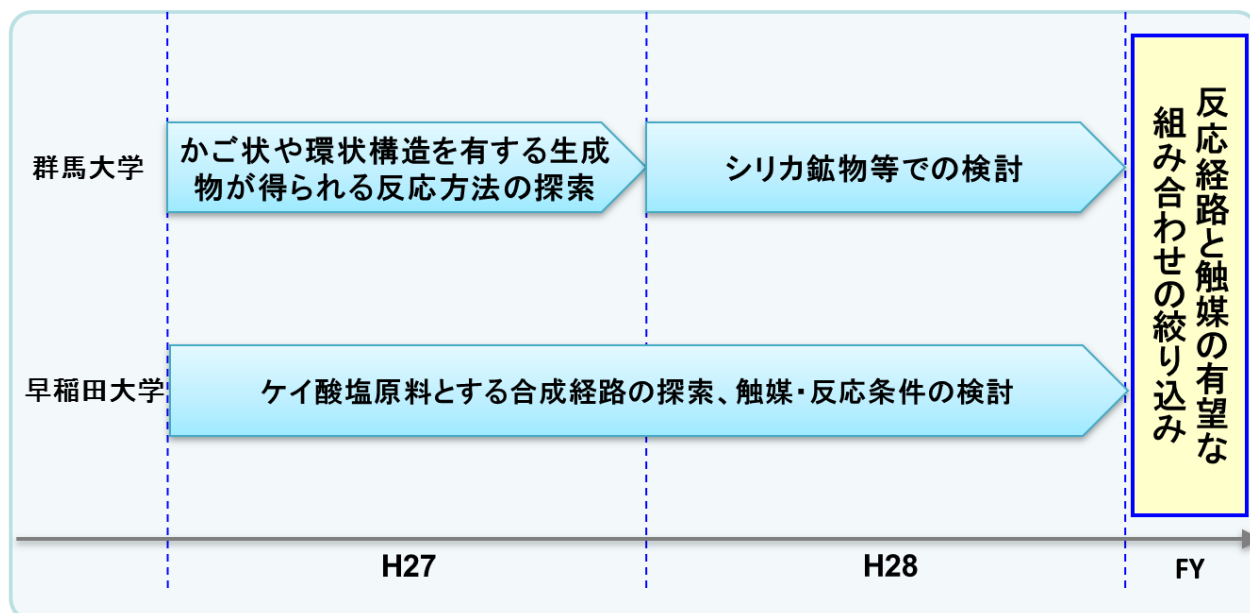 群馬大学
かご状や環状構造を有する生成
物が得られる反応方法の探索
シリカ鉱物等での検討
早稲田大学
ケイ酸塩原料とする合成経路の探索、触媒・反応条件の検討
反応経路と触媒の有望な
組み合わせの絞り込み
H27
H28
FY